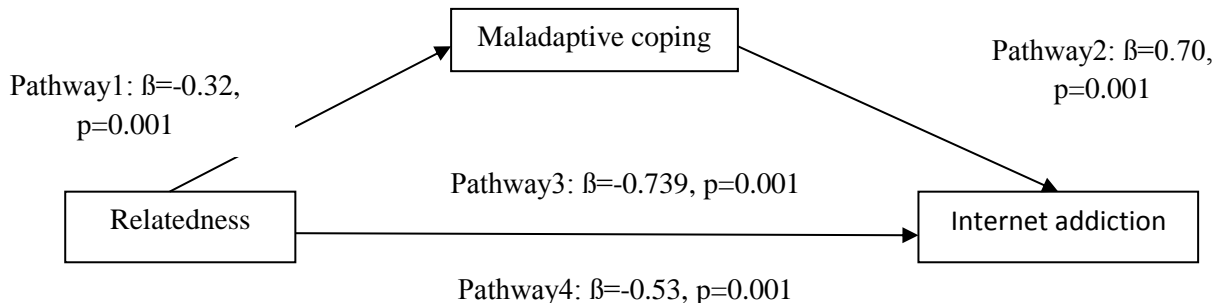 Maladaptive coping
Pathway1: ß=-0.32,
p=0.001
Pathway2: ß=0.70,
p=0.001
Pathway3: ß=-0.739, p=0.001
Relatedness
Internet addiction
Pathway4: ß=-0.53, p=0.001